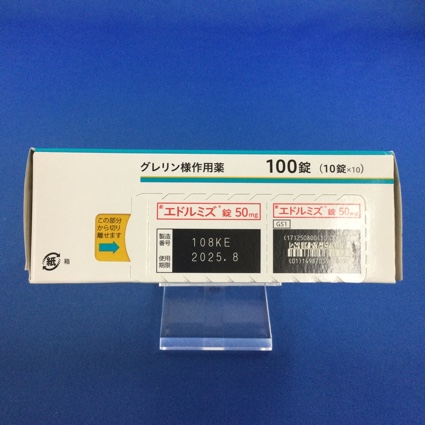 グレリン様作用薬 100錠 (10錠×10)
この部分
から切り
離せます
エドルミズ錠 50mg
エドルミズ錠 50mg
製造
番号
108KE
使用
期限
2025.8
GS1
紙 箱